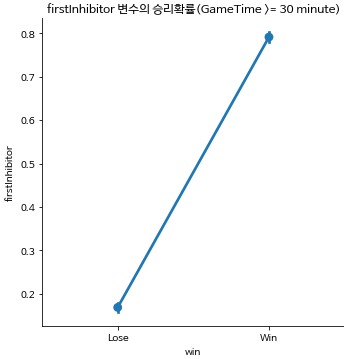 firstInhibitor 변수의 승리확률(GameTime >= 30 minute)
0.8
0.7
0.6
0.5
0.4
0.3
0.2
firstInhibitor
Lose
Win
win